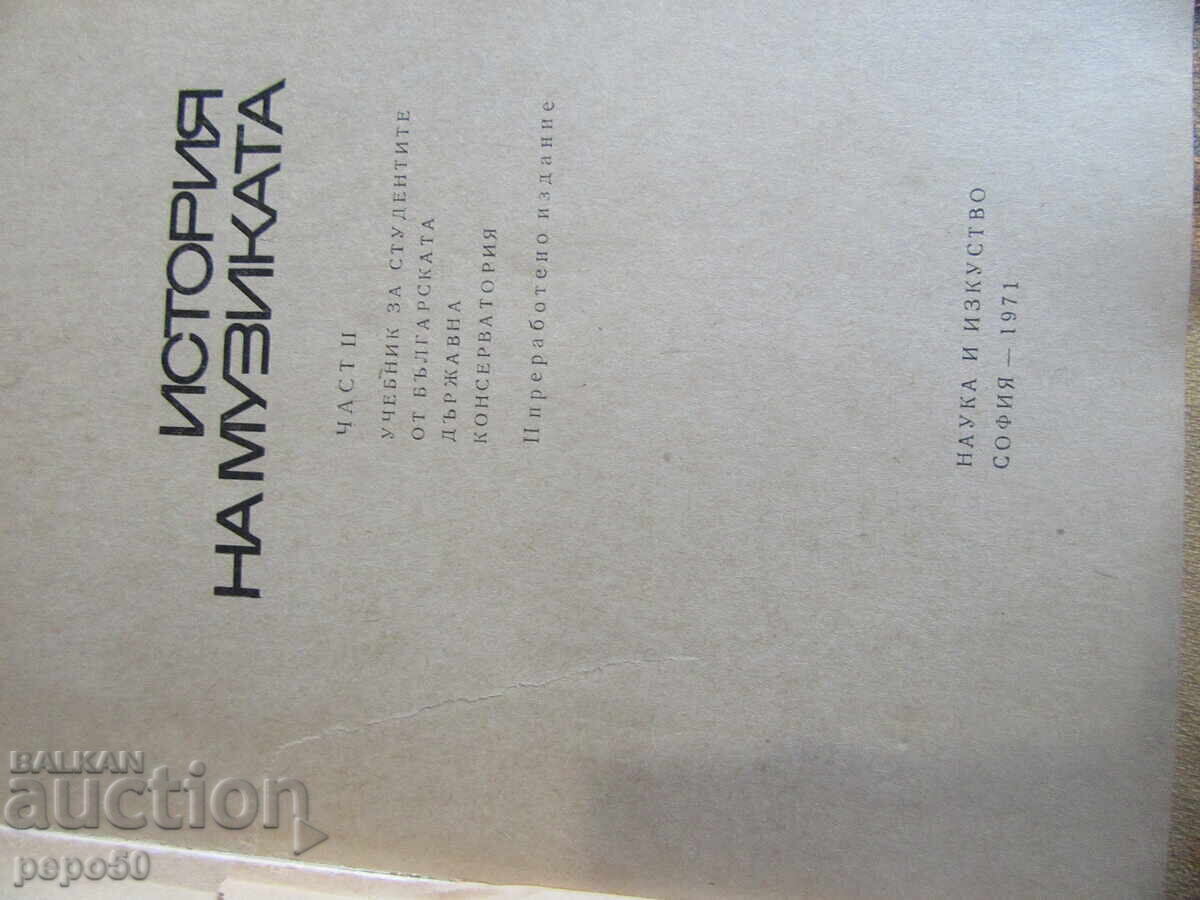 ИСТОРИЯ
НА МУЗИКАТА
ЧАСТ II
УЧЕБНИК ЗА СТУДЕНТИТЕ
ОТ БЪЛГАРСКАТА
ДЪРЖАВНА
КОНСЕРВАТОРИЯ
II преработено издание
НАУКА И ИЗКУСТВО
СОФИЯ — 1971
BALKAN
auction
pepo50